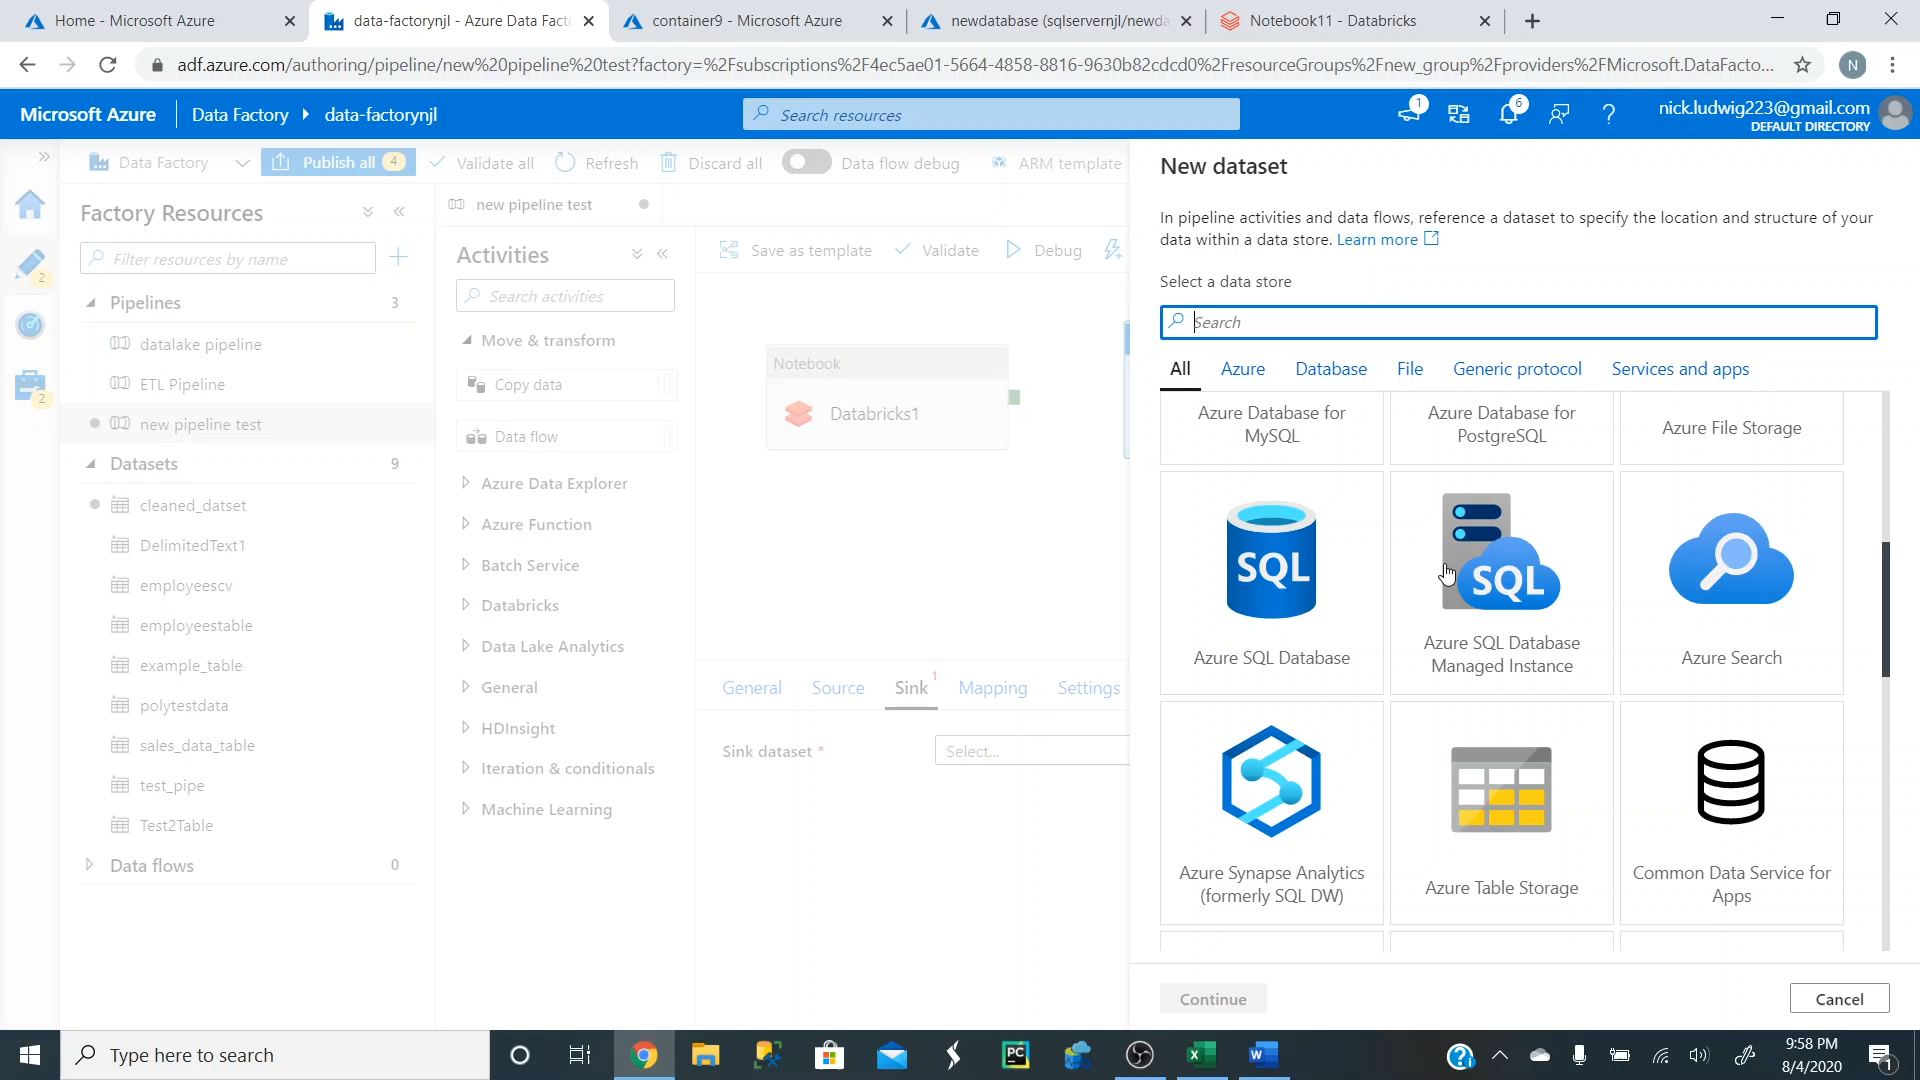 Home - Microsoft Azure
data-factorynjl - Azure Data Fact
container9 - Microsoft Azure
newdatabase (sqlservernjl/newda
Notebook11 - Databricks
adf.azure.com/authoring/pipeline/new%20pipeline%20test?factory=%2Fsubscriptions%2F4ec5ae01-5664-4858-8816-9630b82cdcd0%2FresourceGroups%2Fnew_group%2Fproviders%2FMicrosoft.DataFacto...
N
Microsoft Azure
Data Factory
data-factorynjl
Search resources
1
6
?
nick.ludwig223@gmail.com
DEFAULT DIRECTORY
Data Factory
Publish all 4
Validate all
Refresh
Discard all
Data flow debug
ARM template
Factory Resources
Filter resources by name
2
2
Pipelines 3
datalake pipeline
ETL Pipeline
new pipeline test
Datasets 9
cleaned_datset
DelimitedText1
employeescv
employeestable
example_table
polytestdata
sales_data_table
test_pipe
Test2Table
Data flows 0
new pipeline test
Activities
Search activities
Move & transform
Copy data
Data flow
Azure Data Explorer
Azure Function
Batch Service
Databricks
Data Lake Analytics
General
HDInsight
Iteration & conditionals
Machine Learning
Save as template
Validate
Debug
Notebook
Databricks1
General
Source
Sink 1
Mapping
Settings
Sink dataset *
Select...
New dataset
In pipeline activities and data flows, reference a dataset to specify the location and structure of your
data within a data store. Learn more
Select a data store
Search
All
Azure
Database
File
Generic protocol
Services and apps
Azure Database for
MySQL
Azure Database for
PostgreSQL
Azure File Storage
SQL
Azure SQL Database
SQL
Azure SQL Database
Managed Instance
Azure Search
Azure Synapse Analytics
(formerly SQL DW)
Azure Table Storage
Common Data Service for
Apps
Continue
Cancel
Type here to search
PC
X
W
?
9:58 PM
8/4/2020
1